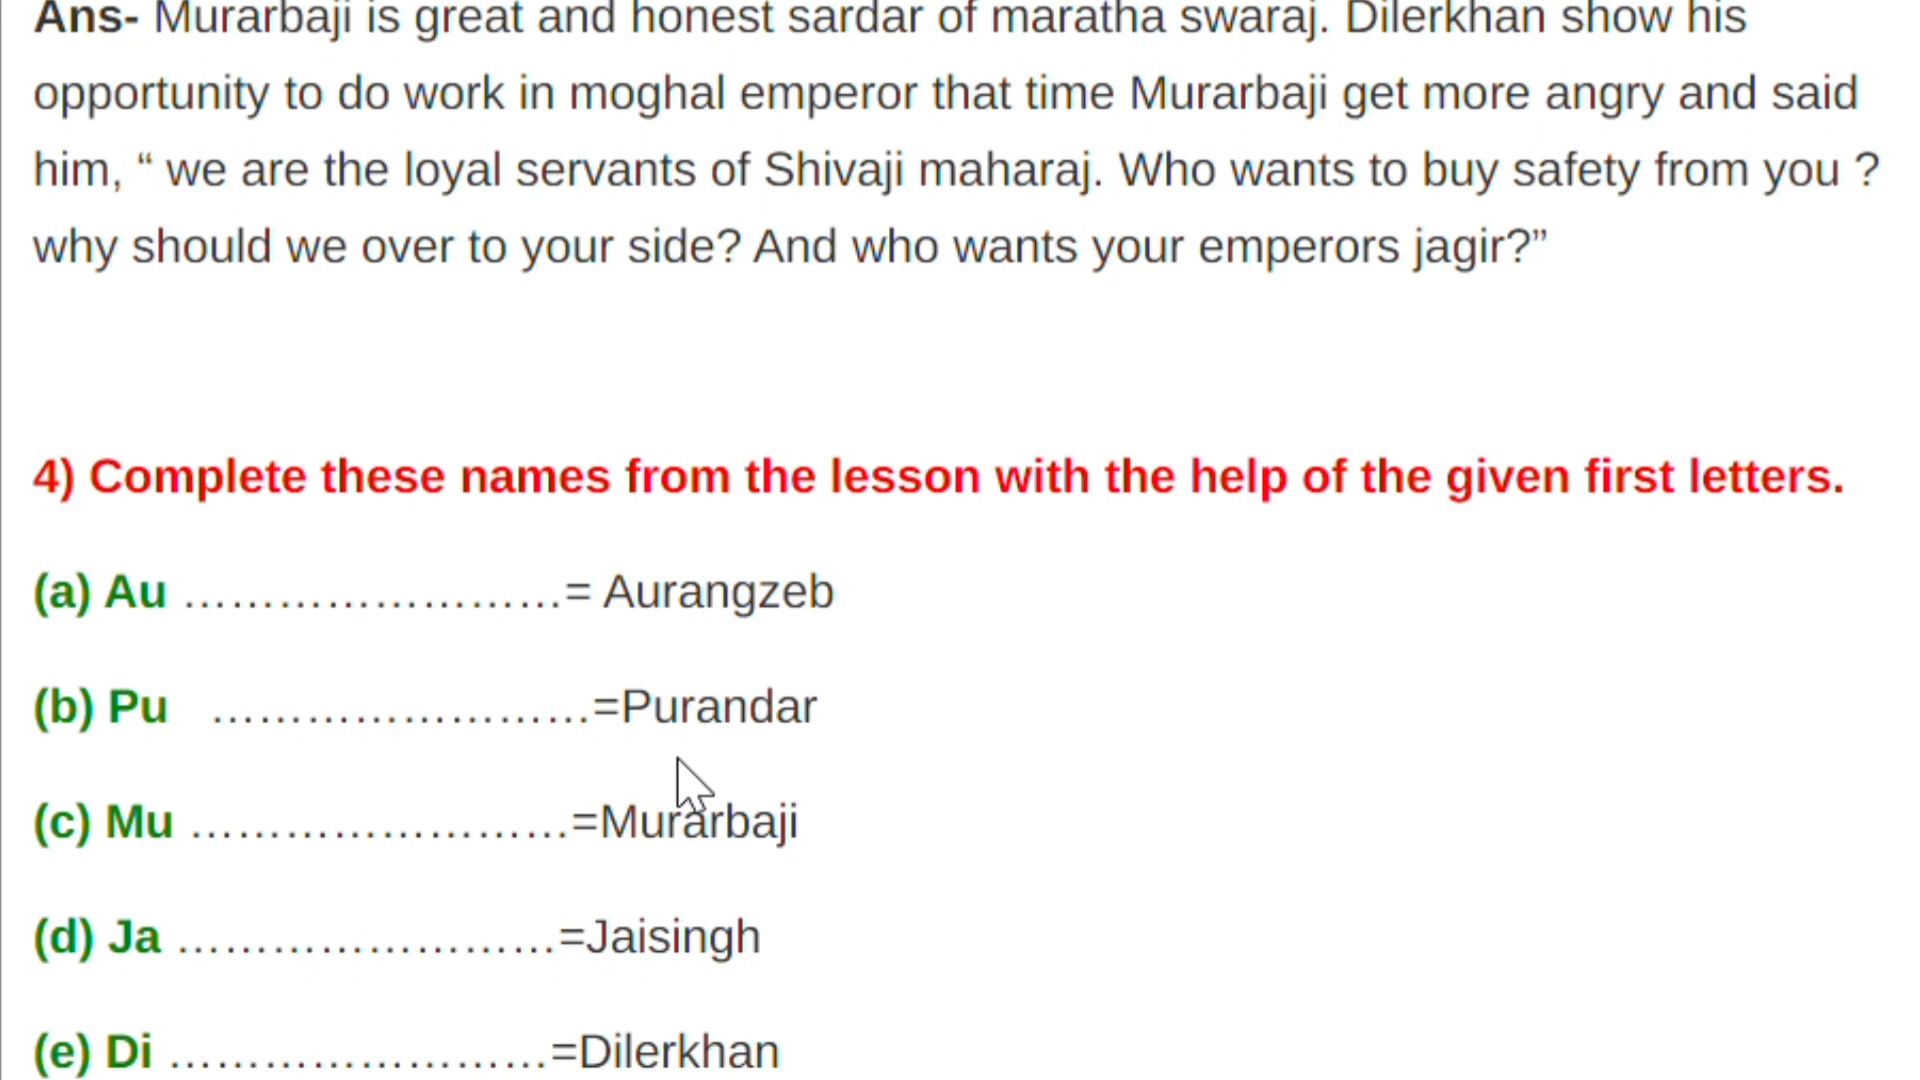 Ans- Murarbaji is great and honest sardar of maratha swaraj. Dilerkhan show his
opportunity to do work in moghal emperor that time Murarbaji get more angry and said
him, “ we are the loyal servants of Shivaji maharaj. Who wants to buy safety from you ?
why should we over to your side? And who wants your emperors jagir?”
4) Complete these names from the lesson with the help of the given first letters.
(a) Au ……………………= Aurangzeb
(b) Pu ……………………=Purandar
(c) Mu ……………………=Murarbaji
(d) Ja ……………………=Jaisingh
(e) Di ……………………=Dilerkhan